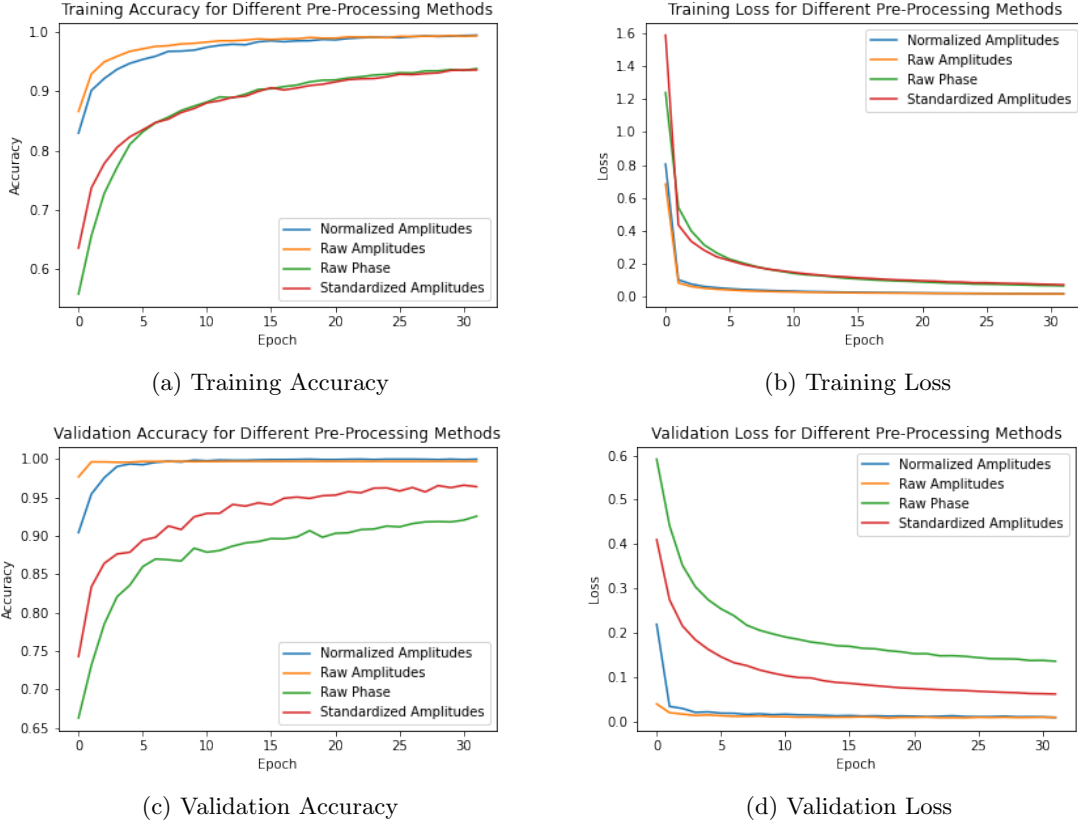 Training Accuracy for Different Pre-Processing Methods
1.0
0.9
0.8
0.7
0.6
Accuracy
Normalized Amplitudes
Raw Amplitudes
Raw Phase
Standardized Amplitudes
0 5 10 15 20 25 30
Epoch
(a) Training Accuracy
Training Loss for Different Pre-Processing Methods
1.6
1.4
1.2
1.0
0.8
0.6
0.4
0.2
0.0
Loss
Normalized Amplitudes
Raw Amplitudes
Raw Phase
Standardized Amplitudes
0 5 10 15 20 25 30
Epoch
(b) Training Loss
Validation Accuracy for Different Pre-Processing Methods
1.00
0.95
0.90
0.85
0.80
0.75
0.70
0.65
Accuracy
Normalized Amplitudes
Raw Amplitudes
Raw Phase
Standardized Amplitudes
0 5 10 15 20 25 30
Epoch
(c) Validation Accuracy
Validation Loss for Different Pre-Processing Methods
0.6
0.5
0.4
0.3
0.2
0.1
0.0
Loss
Normalized Amplitudes
Raw Amplitudes
Raw Phase
Standardized Amplitudes
0 5 10 15 20 25 30
Epoch
(d) Validation Loss